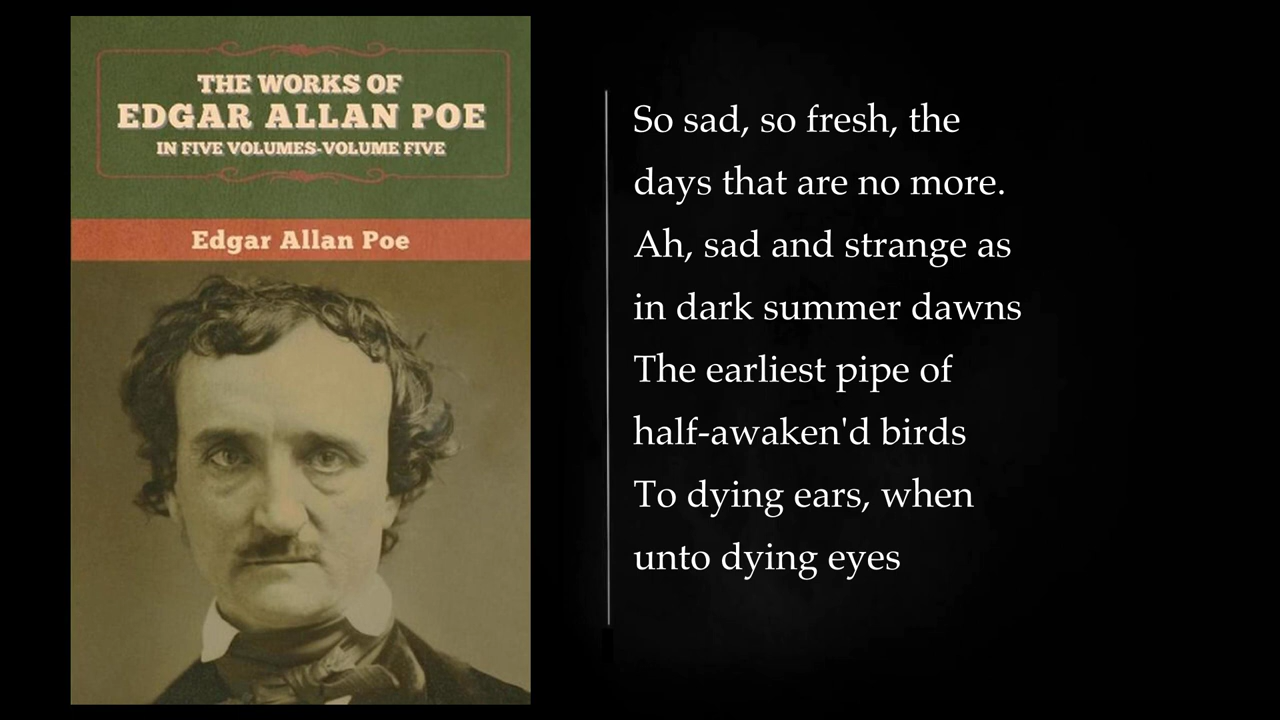 THE WORKS OF
EDGAR ALLAN POE
IN FIVE VOLUMES-VOLUME FIVE
Edgar Allan Poe
So sad, so fresh, the
days that are no more.
Ah, sad and strange as
in dark summer dawns
The earliest pipe of
half-awaken'd birds
To dying ears, when
unto dying eyes